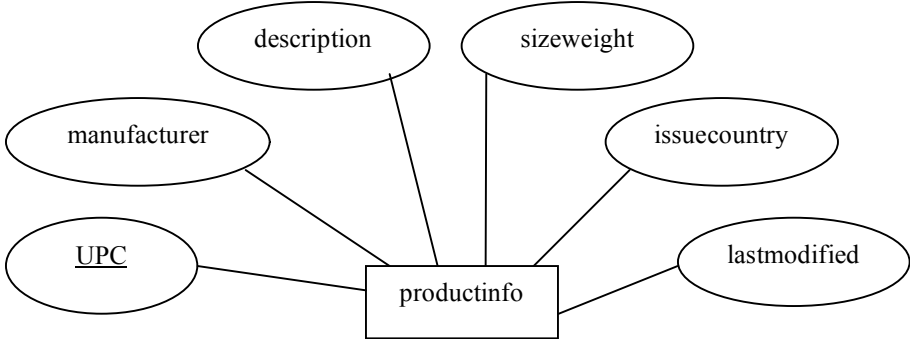 description
sizeweight
manufacturer
issuecountry
UPC
lastmodified
productinfo